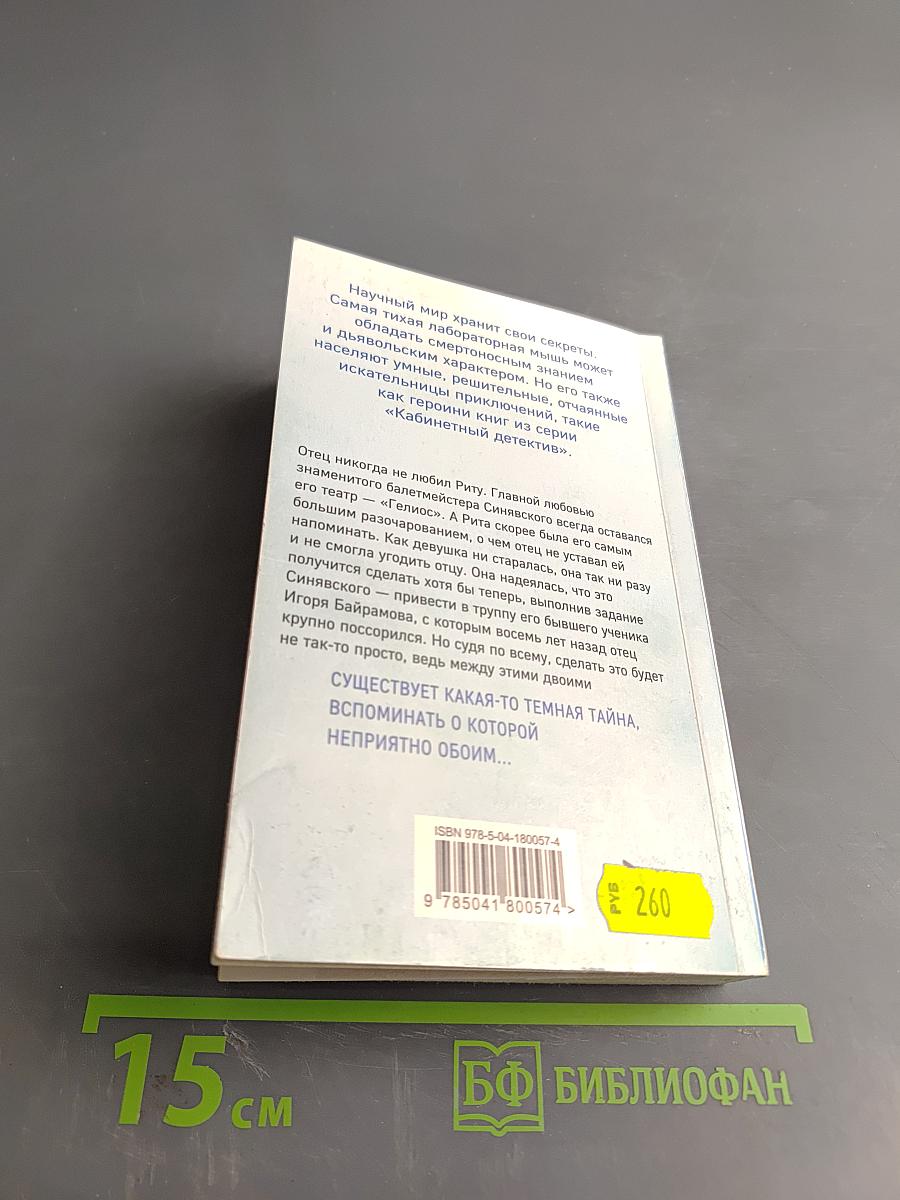 Научный мир хранит свои секреты.
Самая тихая лабораторная мышь может
обладать смертоносным знанием
и дьявольским характером. Но его также
населяют умные, решительные, отчаянные
искательницы приключений, такие
как героини книг из серии
«Кабинетный детектив».
Отец никогда не любил Риту. Главной любовью
знаменитого балетмейстера Синявского всегда оставался
его театр — «Гелиос». А Рита скорее была его самым
большим разочарованием, о чем отец не уставал ей
напоминать. Как девушка ни старалась, она так ни разу
и не смогла угодить отцу. Она надеялась, что это
получится сделать хотя бы теперь, выполнив задание
Синявского — привести в труппу его бывшего ученика
Игоря Байрамова, с которым восемь лет назад отец
крупно поссорился. Но судя по всему, сделать это будет
не так-то просто, ведь между этими двоими
СУЩЕСТВУЕТ КАКАЯ-ТО ТЕМНАЯ ТАЙНА,
ВСПОМИНАТЬ О КОТОРОЙ
НЕПРИЯТНО ОБОИМ...
ISBN 978-5-04-180057-4
9 785041 800574 >
РУБ 260
15 см
БФ БИБЛИОФАН